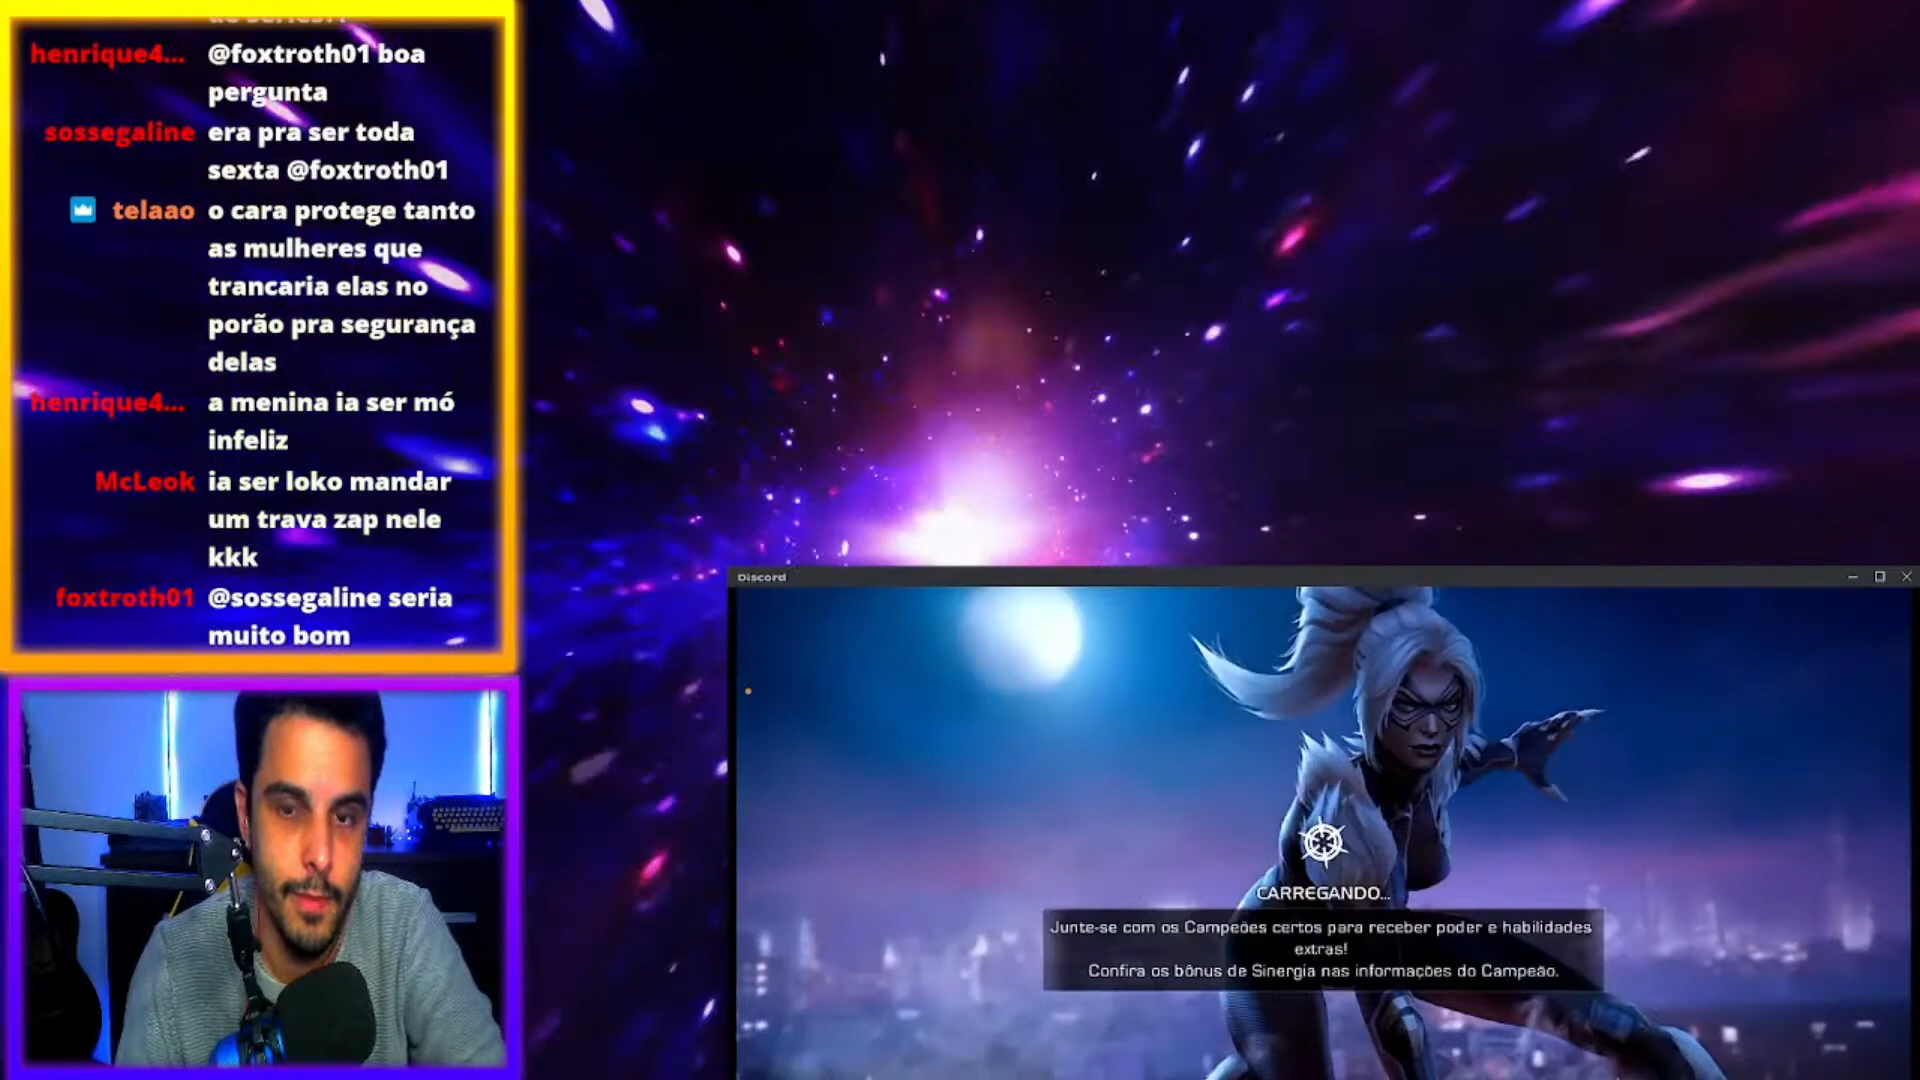 henrique4... @foxtroth01 boa
pergunta
sossegaline era pra ser toda
sexta @foxtroth01
telaao o cara protege tanto
as mulheres que
trancaria elas no
porão pra segurança
delas
henrique4... a menina ia ser mó
infeliz
McLeok ia ser loko mandar
um trava zap nele
kkk
foxtroth01 @sossegaline seria
muito bom
Discord
CARREGANDO...
Junte-se com os Campeões certos para receber poder e habilidades
extras!
Confira os bônus de Sinergia nas informações do Campeão.